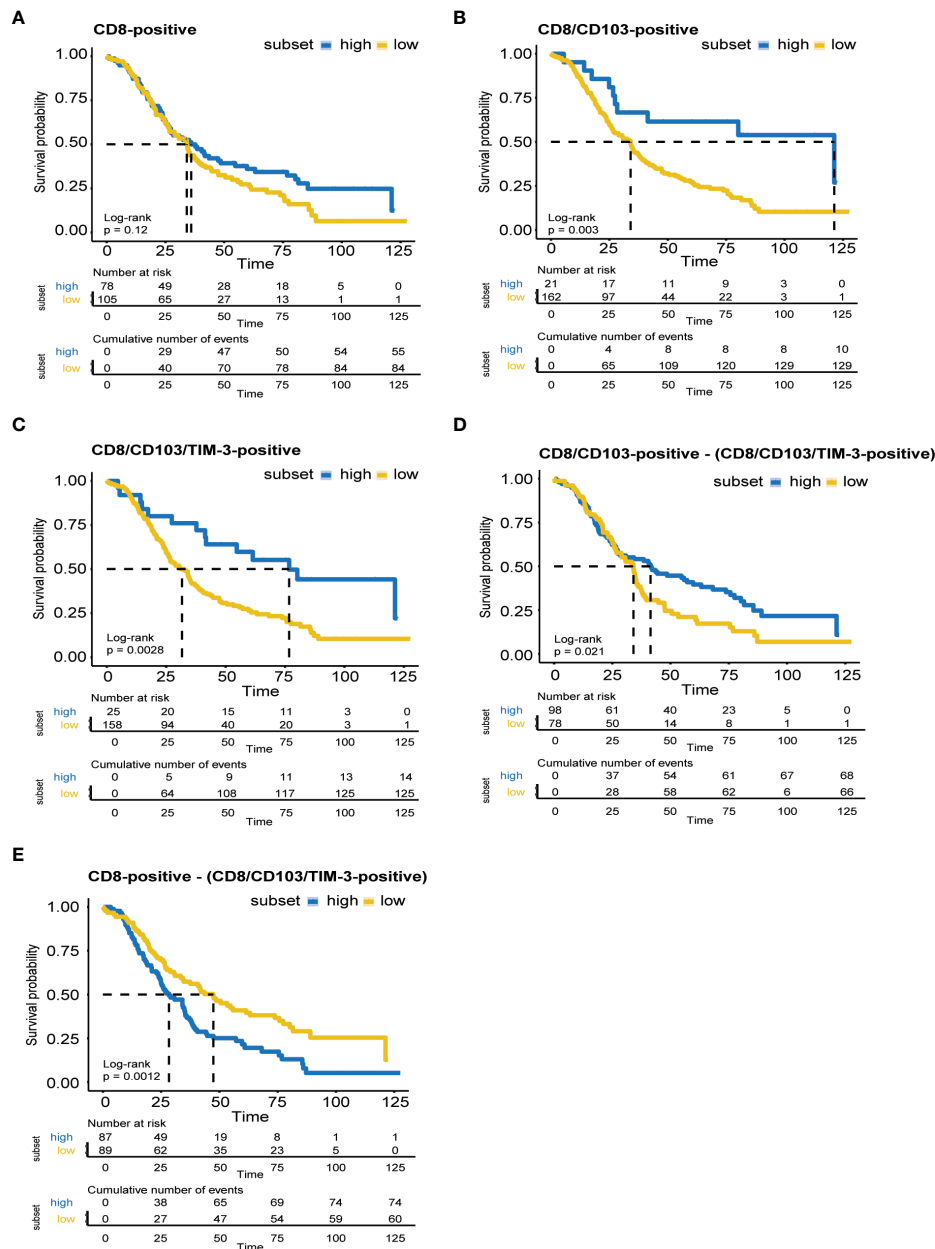 A
CD8-positive
subset high low
Survival probability
1.00
0.75
0.50
0.25
0.00
Log-rank
p = 0.12
0 25 50 75 100 125
Time
Number at risk
subset
high 78 49 28 18 5 0
low 105 65 27 13 1 1
0 25 50 75 100 125
Time
Cumulative number of events
subset
high 0 29 47 50 54 55
low 0 40 70 78 84 84
0 25 50 75 100 125
Time
B
CD8/CD103-positive
subset high low
Survival probability
1.00
0.75
0.50
0.25
0.00
Log-rank
p = 0.003
0 25 50 75 100 125
Time
Number at risk
subset
high 21 17 11 9 3 0
low 162 97 44 22 3 1
0 25 50 75 100 125
Time
Cumulative number of events
subset
high 0 4 8 8 8 10
low 0 65 109 120 129 129
0 25 50 75 100 125
Time
C
CD8/CD103/TIM-3-positive
subset high low
Survival probability
1.00
0.75
0.50
0.25
0.00
Log-rank
p = 0.0028
0 25 50 75 100 125
Time
Number at risk
subset
high 25 20 15 11 3 0
low 158 94 40 20 3 1
0 25 50 75 100 125
Time
Cumulative number of events
subset
high 0 5 9 11 13 14
low 0 64 108 117 125 125
0 25 50 75 100 125
Time
D
CD8/CD103-positive - (CD8/CD103/TIM-3-positive)
subset high low
Survival probability
1.00
0.75
0.50
0.25
0.00
Log-rank
p = 0.021
0 25 50 75 100 125
Time
Number at risk
subset
high 98 61 40 23 5 0
low 78 50 14 8 1 1
0 25 50 75 100 125
Time
Cumulative number of events
subset
high 0 37 54 61 67 68
low 0 28 58 62 6 66
0 25 50 75 100 125
Time
E
CD8-positive - (CD8/CD103/TIM-3-positive)
subset high low
Survival probability
1.00
0.75
0.50
0.25
0.00
Log-rank
p = 0.0012
0 25 50 75 100 125
Time
Number at risk
subset
high 87 49 19 8 1 1
low 89 62 35 23 5 0
0 25 50 75 100 125
Time
Cumulative number of events
subset
high 0 38 65 69 74 74
low 0 27 47 54 59 60
0 25 50 75 100 125
Time